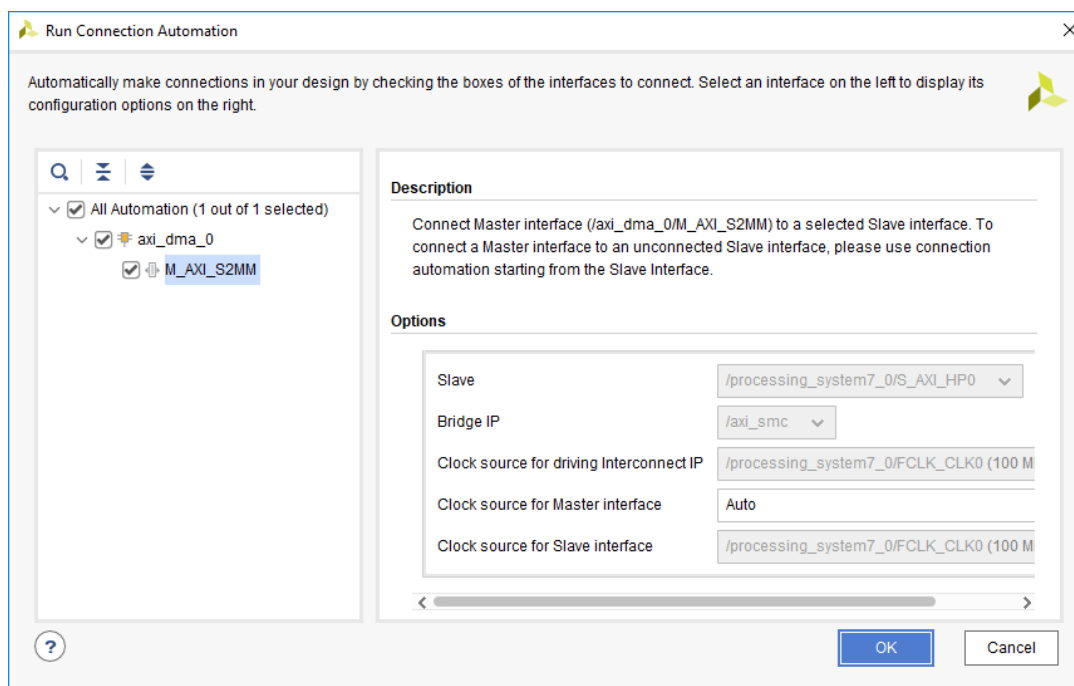 Run Connection Automation
Automatically make connections in your design by checking the boxes of the interfaces to connect. Select an interface on the left to display its
configuration options on the right.
All Automation (1 out of 1 selected)
axi_dma_0
M_AXI_S2MM
Description
Connect Master interface (/axi_dma_0/M_AXI_S2MM) to a selected Slave interface. To
connect a Master interface to an unconnected Slave interface, please use connection
automation starting from the Slave Interface.
Options
Slave /processing_system7_0/S_AXI_HP0
Bridge IP /axi_smc
Clock source for driving Interconnect IP /processing_system7_0/FCLK_CLK0 (100 M
Clock source for Master interface Auto
Clock source for Slave interface /processing_system7_0/FCLK_CLK0 (100 M
? OK Cancel